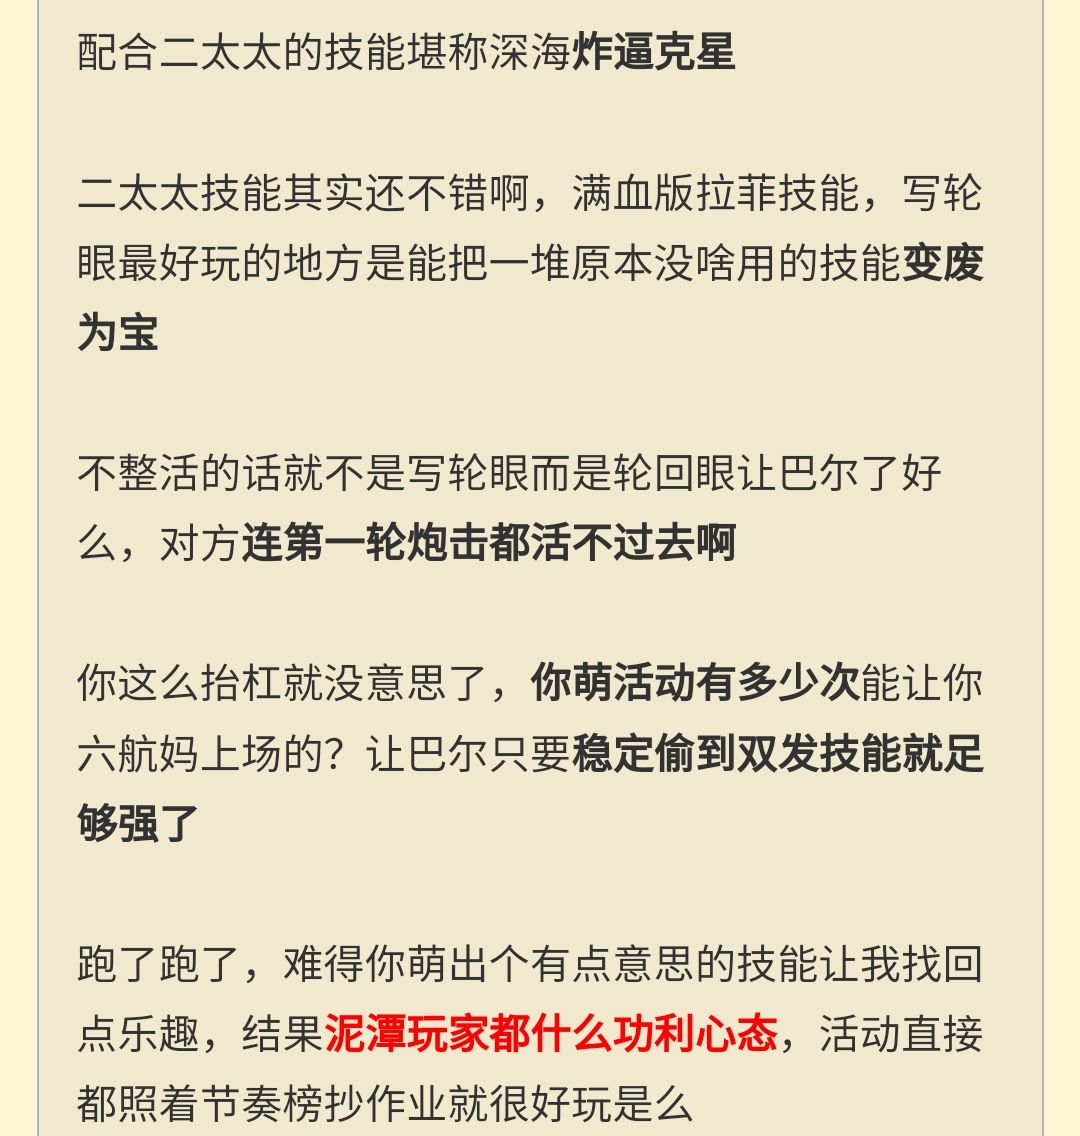 配合二太太的技能堪称深海炸逼克星
二太太技能其实还不错啊，满血版拉菲技能，写轮
眼最好玩的地方是能把一堆原本没啥用的技能变废
为宝
不整活的话就不是写轮眼而是轮回眼让巴尔了好
么，对方连第一轮炮击都活不过去啊
你这么抬杠就没意思了，你萌活动有多少次能让你
六航妈上场的？让巴尔只要稳定偷到双发技能就足
够强了
跑了跑了，难得你萌出个有点意思的技能让我找回
点乐趣，结果泥潭玩家都什么功利心态，活动直接
都照着节奏榜抄作业就很好玩是么